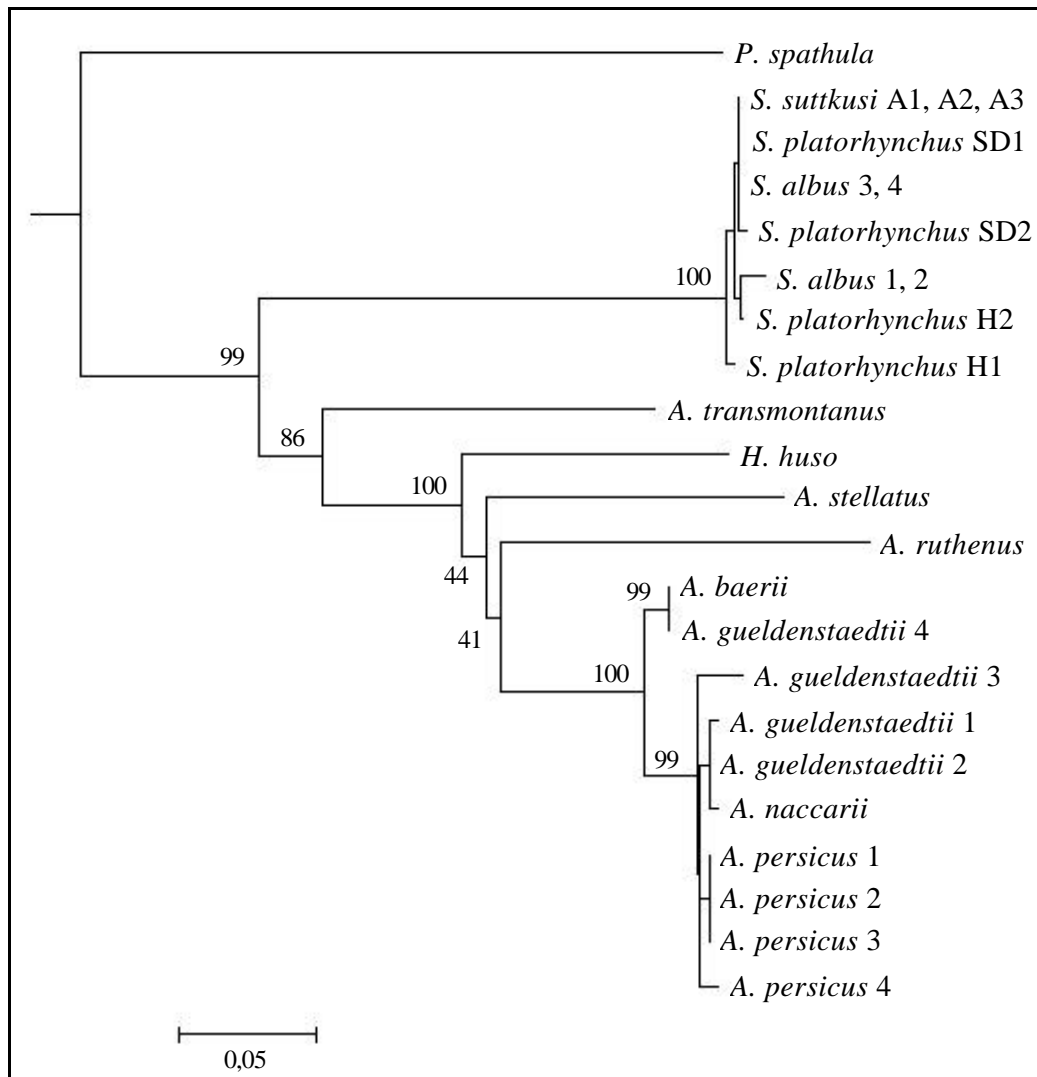 P. spathula
S. suttkusi A1, A2, A3
S. platorhynchus SD1
S. albus 3, 4
S. platorhynchus SD2
100
S. albus 1, 2
S. platorhynchus H2
99
S. platorhynchus H1
A. transmontanus
86
H. huso
100
A. stellatus
A. ruthenus
44
99
A. baerii
A. gueldenstaedtii 4
41
100
A. gueldenstaedtii 3
A. gueldenstaedtii 1
99
A. gueldenstaedtii 2
A. naccarii
A. persicus 1
A. persicus 2
A. persicus 3
A. persicus 4
0,05